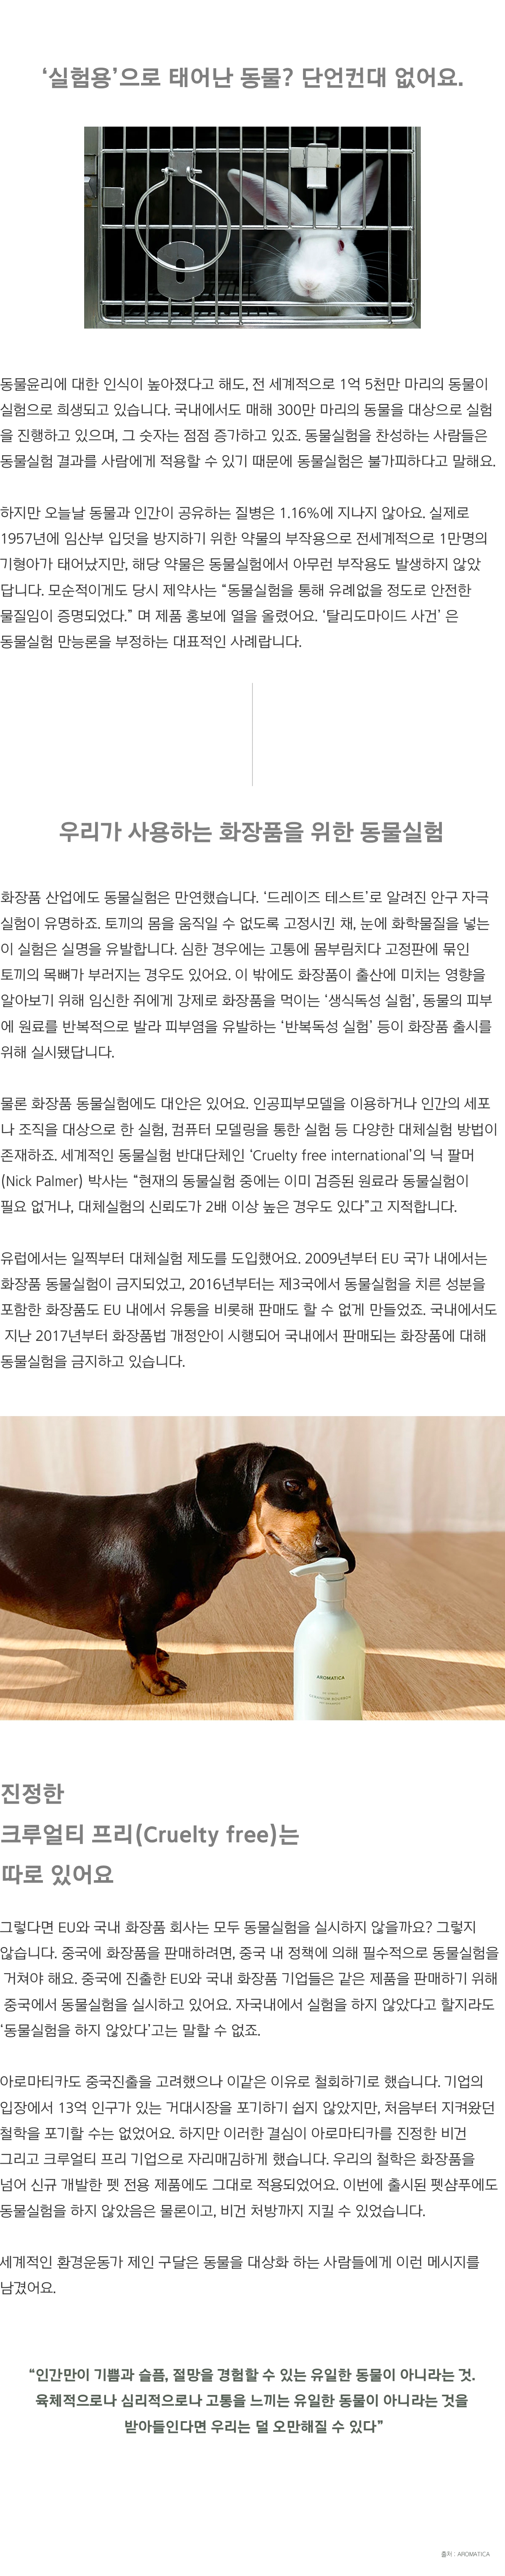 ‘실험용’으로 태어난 동물? 단언컨대 없어요.
동물윤리에 대한 인식이 높아졌다고 해도, 전 세계적으로 1억 5천만 마리의 동물이
실험으로 희생되고 있습니다. 국내에서도 매해 300만 마리의 동물을 대상으로 실험
을 진행하고 있으며, 그 숫자는 점점 증가하고 있죠. 동물실험을 찬성하는 사람들은
동물실험 결과를 사람에게 적용할 수 있기 때문에 동물실험은 불가피하다고 말해요.
하지만 오늘날 동물과 인간이 공유하는 질병은 1.16%에 지나지 않아요. 실제로
1957년에 임산부 입덧을 방지하기 위한 약물의 부작용으로 전세계적으로 1만명의
기형아가 태어났지만, 해당 약물은 동물실험에서 아무런 부작용도 발생하지 않았
답니다. 모순적이게도 당시 제약사는 “동물실험을 통해 유례없을 정도로 안전한
물질임이 증명되었다.” 며 제품 홍보에 열을 올렸어요. ‘탈리도마이드 사건’ 은
동물실험 만능론을 부정하는 대표적인 사례랍니다.
우리가 사용하는 화장품을 위한 동물실험
화장품 산업에도 동물실험은 만연했습니다. ‘드레이즈 테스트’로 알려진 안구 자극
실험이 유명하죠. 토끼의 몸을 움직일 수 없도록 고정시킨 채, 눈에 화학물질을 넣는
이 실험은 실명을 유발합니다. 심한 경우에는 고통에 몸부림치다 고정판에 묶인
토끼의 목뼈가 부러지는 경우도 있어요. 이 밖에도 화장품이 출산에 미치는 영향을
알아보기 위해 임신한 쥐에게 강제로 화장품을 먹이는 ‘생식독성 실험’, 동물의 피부
에 원료를 반복적으로 발라 피부염을 유발하는 ‘반복독성 실험’ 등이 화장품 출시를
위해 실시됐답니다.
물론 화장품 동물실험에도 대안은 있어요. 인공피부모델을 이용하거나 인간의 세포
나 조직을 대상으로 한 실험, 컴퓨터 모델링을 통한 실험 등 다양한 대체실험 방법이
존재하죠. 세계적인 동물실험 반대단체인 ‘Cruelty free international’의 닉 팔머
(Nick Palmer) 박사는 “현재의 동물실험 중에는 이미 검증된 원료라 동물실험이
필요 없거나, 대체실험의 신뢰도가 2배 이상 높은 경우도 있다”고 지적합니다.
유럽에서는 일찍부터 대체실험 제도를 도입했어요. 2009년부터 EU 국가 내에서는
화장품 동물실험이 금지되었고, 2016년부터는 제3국에서 동물실험을 치른 성분을
포함한 화장품도 EU 내에서 유통을 비롯해 판매도 할 수 없게 만들었죠. 국내에서도
지난 2017년부터 화장품법 개정안이 시행되어 국내에서 판매되는 화장품에 대해
동물실험을 금지하고 있습니다.
AROMATICA
진정한
크루얼티 프리(Cruelty free)는
따로 있어요
그렇다면 EU와 국내 화장품 회사는 모두 동물실험을 실시하지 않을까요? 그렇지
않습니다. 중국에 화장품을 판매하려면, 중국 내 정책에 의해 필수적으로 동물실험을
거쳐야 해요. 중국에 진출한 EU와 국내 화장품 기업들은 같은 제품을 판매하기 위해
중국에서 동물실험을 실시하고 있어요. 자국내에서 실험을 하지 않았다고 할지라도
‘동물실험을 하지 않았다’고는 말할 수 없죠.
아로마티카도 중국진출을 고려했으나 이같은 이유로 철회하기로 했습니다. 기업의
입장에서 13억 인구가 있는 거대시장을 포기하기 쉽지 않았지만, 처음부터 지켜왔던
철학을 포기할 수는 없었어요. 하지만 이러한 결심이 아로마티카를 진정한 비건
그리고 크루얼티 프리 기업으로 자리매김하게 했습니다. 우리의 철학은 화장품을
넘어 신규 개발한 펫 전용 제품에도 그대로 적용되었어요. 이번에 출시된 펫샴푸에도
동물실험을 하지 않았음은 물론이고, 비건 처방까지 지킬 수 있었습니다.
세계적인 환경운동가 제인 구달은 동물을 대상화 하는 사람들에게 이런 메시지를
남겼어요.
“인간만이 기쁨과 슬픔, 절망을 경험할 수 있는 유일한 동물이 아니라는 것.
육체적으로나 심리적으로나 고통을 느끼는 유일한 동물이 아니라는 것을
받아들인다면 우리는 덜 오만해질 수 있다”
출처 : AROMATICA